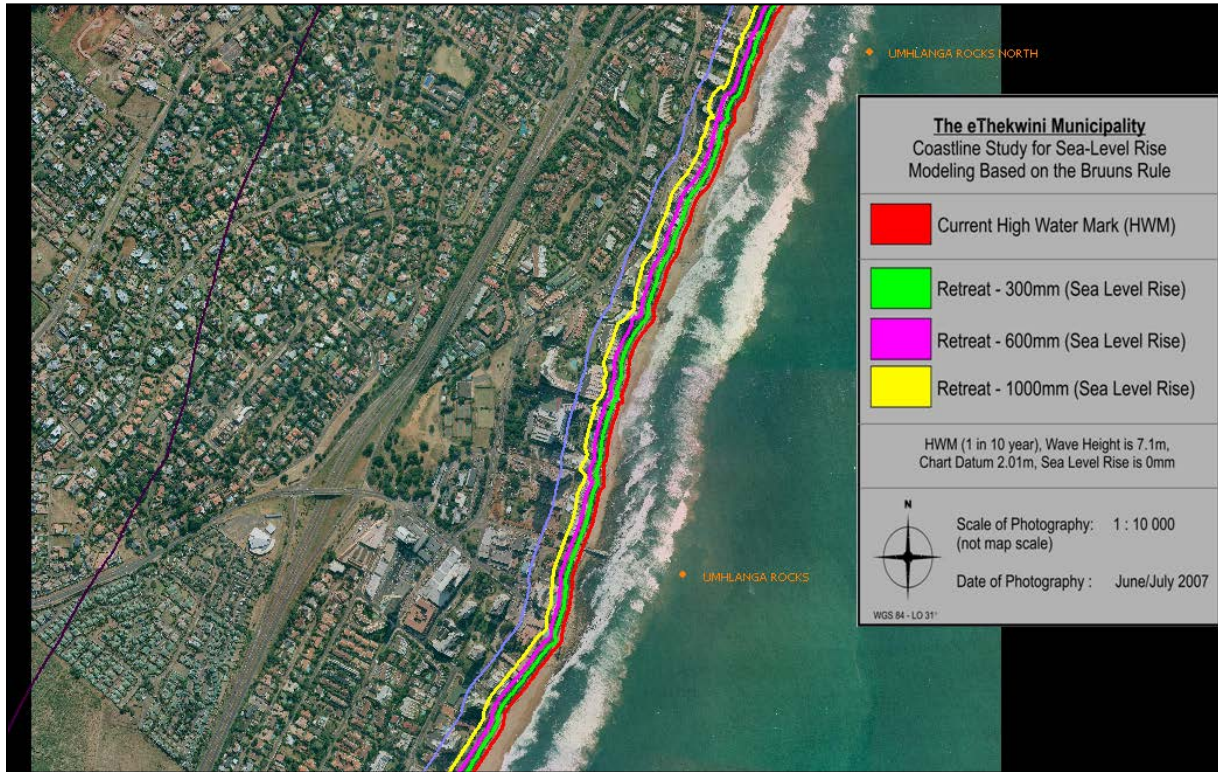 UMHLANGA ROCKS NORTH
The eThekwini Municipality
Coastline Study for Sea-Level Rise
Modeling Based on the Bruuns Rule
Current High Water Mark (HWM)
Retreat - 300mm (Sea Level Rise)
Retreat - 600mm (Sea Level Rise)
Retreat - 1000mm (Sea Level Rise)
HWM (1 in 10 year), Wave Height is 7.1m,
Chart Datum 2.01m, Sea Level Rise is 0mm
N
Scale of Photography: 1 : 10 000
(not map scale)
Date of Photography : June/July 2007
WGS 84 - LO 31°
UMHLANGA ROCKS